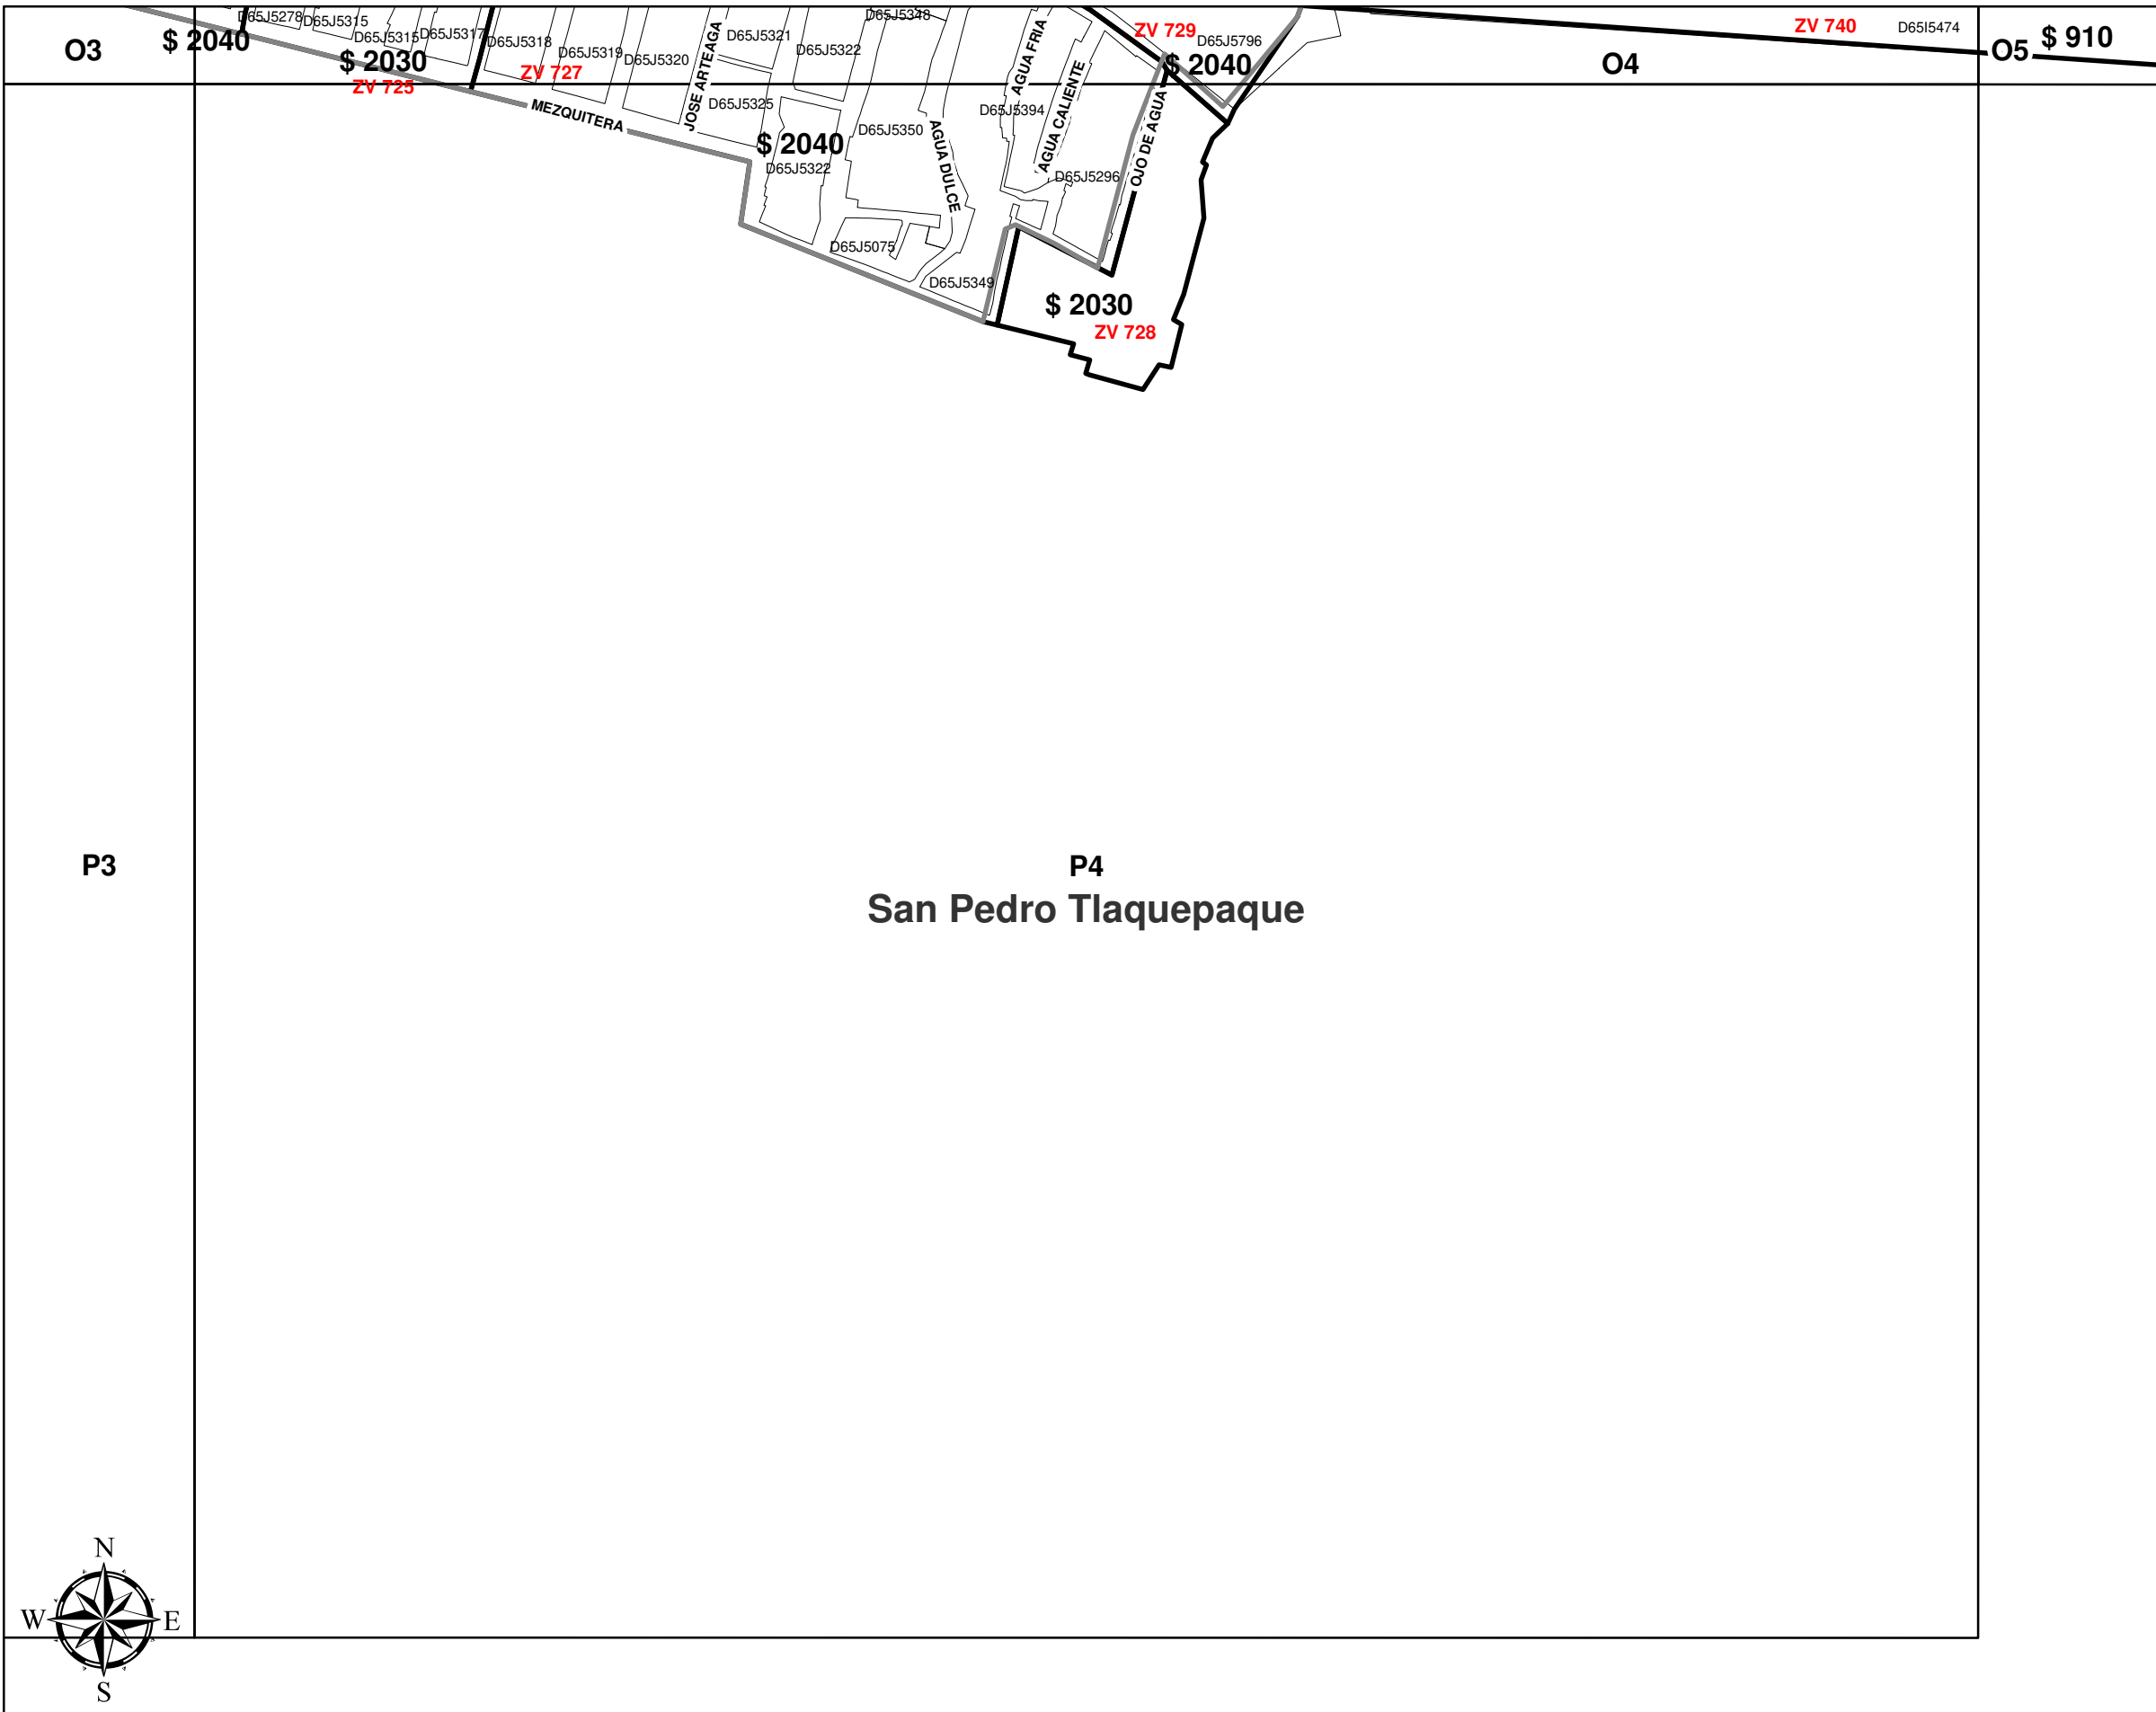 D65J5278
D65J5315
D65J5348
O3
$ 2040
D65J5315
D65J5317
D65J5318
D65J5319
D65J5320
JOSE ARTEAGA
D65J5321
D65J5322
AGUA FRIA
ZV 729
D65J5796
ZV 740
D65I5474
O5
$ 910
$ 2030
ZV 725
ZV 727
$ 2040
O4
MEZQUITERA
D65J5325
$ 2040
D65J5322
D65J5350
AGUA DULCE
D65J5394
AGUA CALIENTE
D65J5296
OJO DE AGUA
D65J5075
D65J5349
$ 2030
ZV 728
P3
P4
San Pedro Tlaquepaque
N
W
E
S